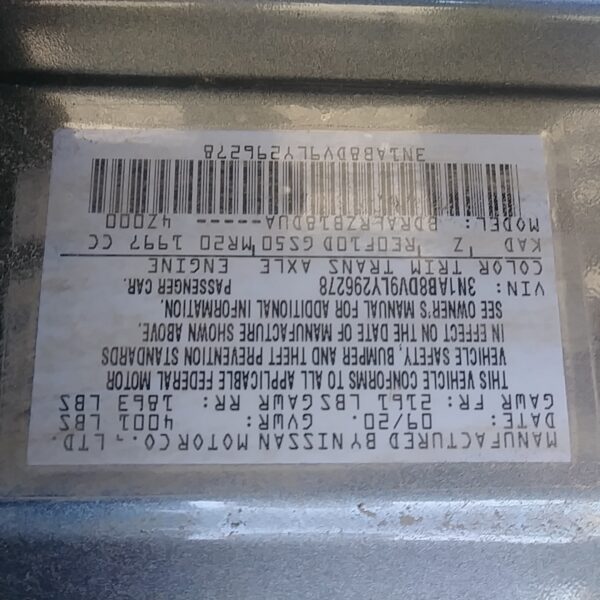 MANUFACTURED BY NISSAN MOTOR CO., LTD.
DATE: 09/20 GVWR: 4001 LBS
GAWR FR: 2161 LBS GAWR RR: 1863 LBS
THIS VEHICLE CONFORMS TO ALL APPLICABLE FEDERAL MOTOR
VEHICLE SAFETY, BUMPER AND THEFT PREVENTION STANDARDS
IN EFFECT ON THE DATE OF MANUFACTURE SHOWN ABOVE.
SEE OWNER'S MANUAL FOR ADDITIONAL INFORMATION.
VIN: 3N1AB8DV9LY296278 PASSENGER CAR.
COLOR TRIM TRANS AXLE ENGINE
KAD Z RE0F10D GS50 MR20 1997 CC
MODEL: BDRALRZB18DUA ----- 4Z000
3N1AB8DV9LY296278